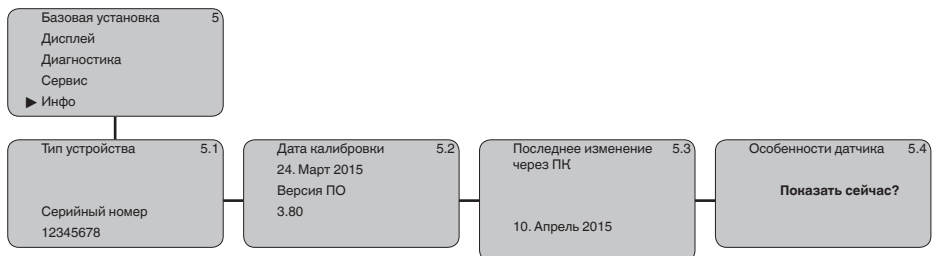 Базовая установка 5
Дисплей
Диагностика
Сервис
▶ Инфо
Тип устройства 5.1
Серийный номер
12345678
Дата калибровки 5.2
24. Март 2015
Версия ПО
3.80
Последнее изменение 5.3
через ПК
10. Апрель 2015
Особенности датчика 5.4
Показать сейчас?